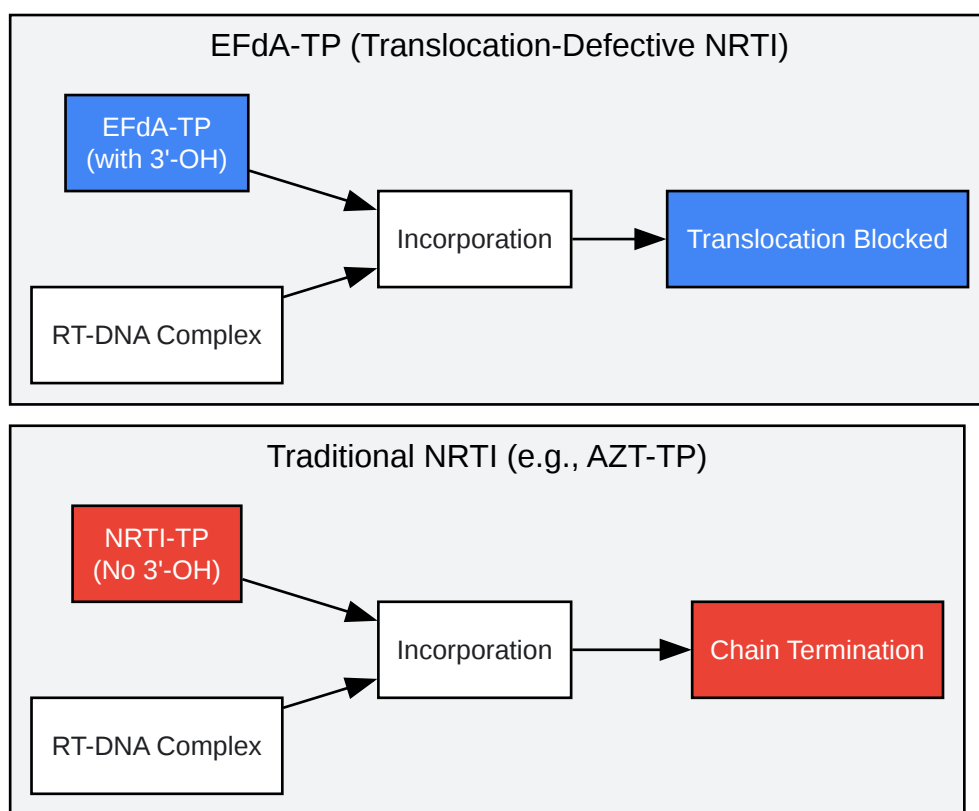 EFdA-TP (Translocation-Defective NRTI)
EFdA-TP
(with 3'-OH)
Incorporation
Translocation Blocked
RT-DNA Complex
Traditional NRTI (e.g., AZT-TP)
NRTI-TP
(No 3'-OH)
Incorporation
Chain Termination
RT-DNA Complex